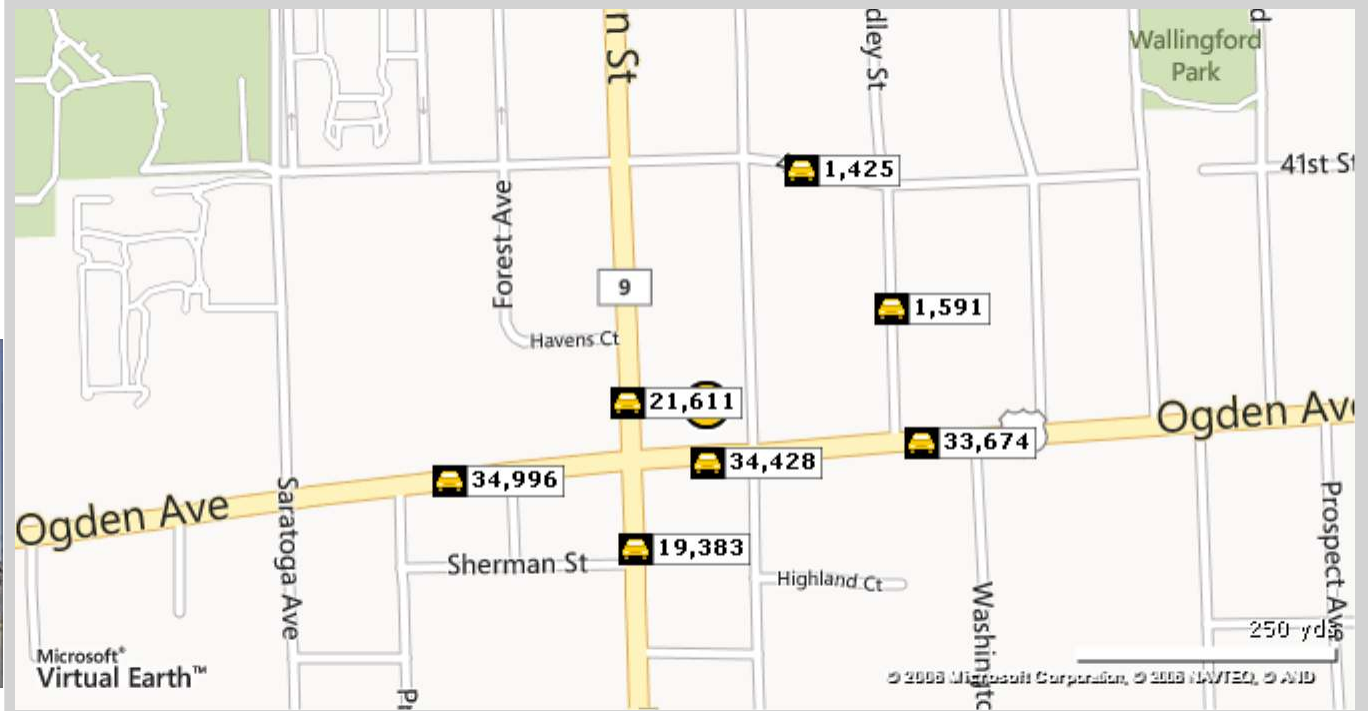 n St
dley St
d
Wallingford
Park
41st St
1,425
Forest Ave
9
1,591
Havens Ct
21,611
Ogden Ave
33,674
34,428
34,996
Ogden Ave
Saratoga Ave
Sherman St
19,383
Highland Ct
Washingtc
Prospect Ave
250 yds
Microsoft®
Virtual Earth™
Pr
© 2006 Microsoft Corporation, © 2006 NAVTEQ, © AND